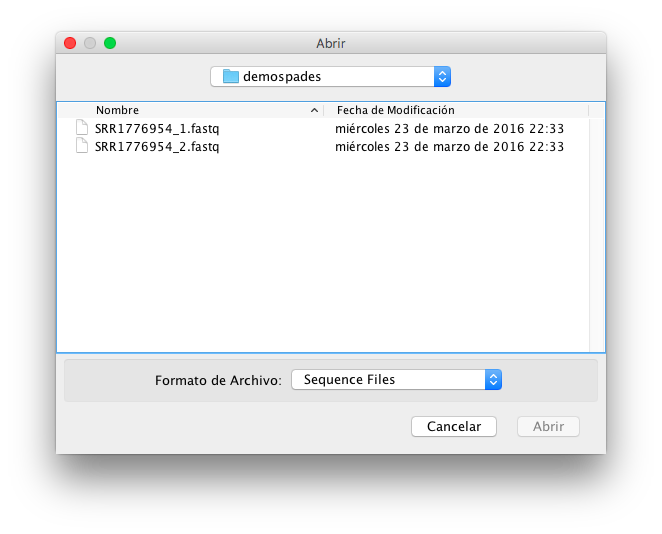 Abrir
demospades
Nombre Fecha de Modificación
SRR1776954_1.fastq miércoles 23 de marzo de 2016 22:33
SRR1776954_2.fastq miércoles 23 de marzo de 2016 22:33
Formato de Archivo: Sequence Files
Cancelar Abrir